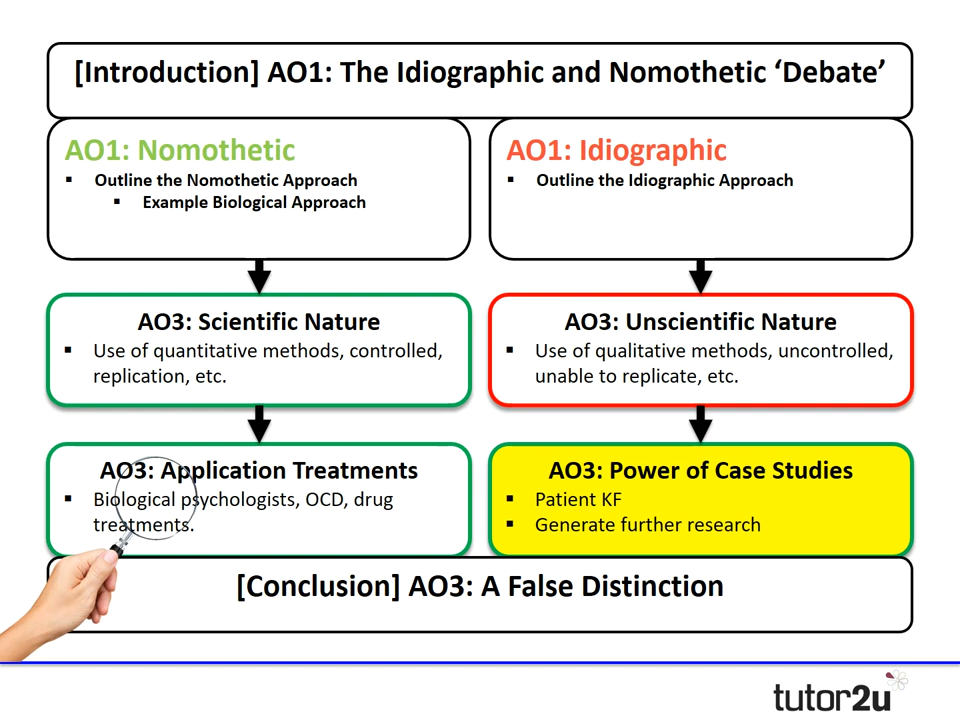 [Introduction] AO1: The Idiographic and Nomothetic ‘Debate’
AO1: Nomothetic
▪ Outline the Nomothetic Approach
▪ Example Biological Approach
AO1: Idiographic
▪ Outline the Idiographic Approach
AO3: Scientific Nature
▪ Use of quantitative methods, controlled,
replication, etc.
AO3: Unscientific Nature
▪ Use of qualitative methods, uncontrolled,
unable to replicate, etc.
AO3: Application Treatments
▪ Biological psychologists, OCD, drug
treatments.
AO3: Power of Case Studies
▪ Patient KF
▪ Generate further research
[Conclusion] AO3: A False Distinction
tutor2u